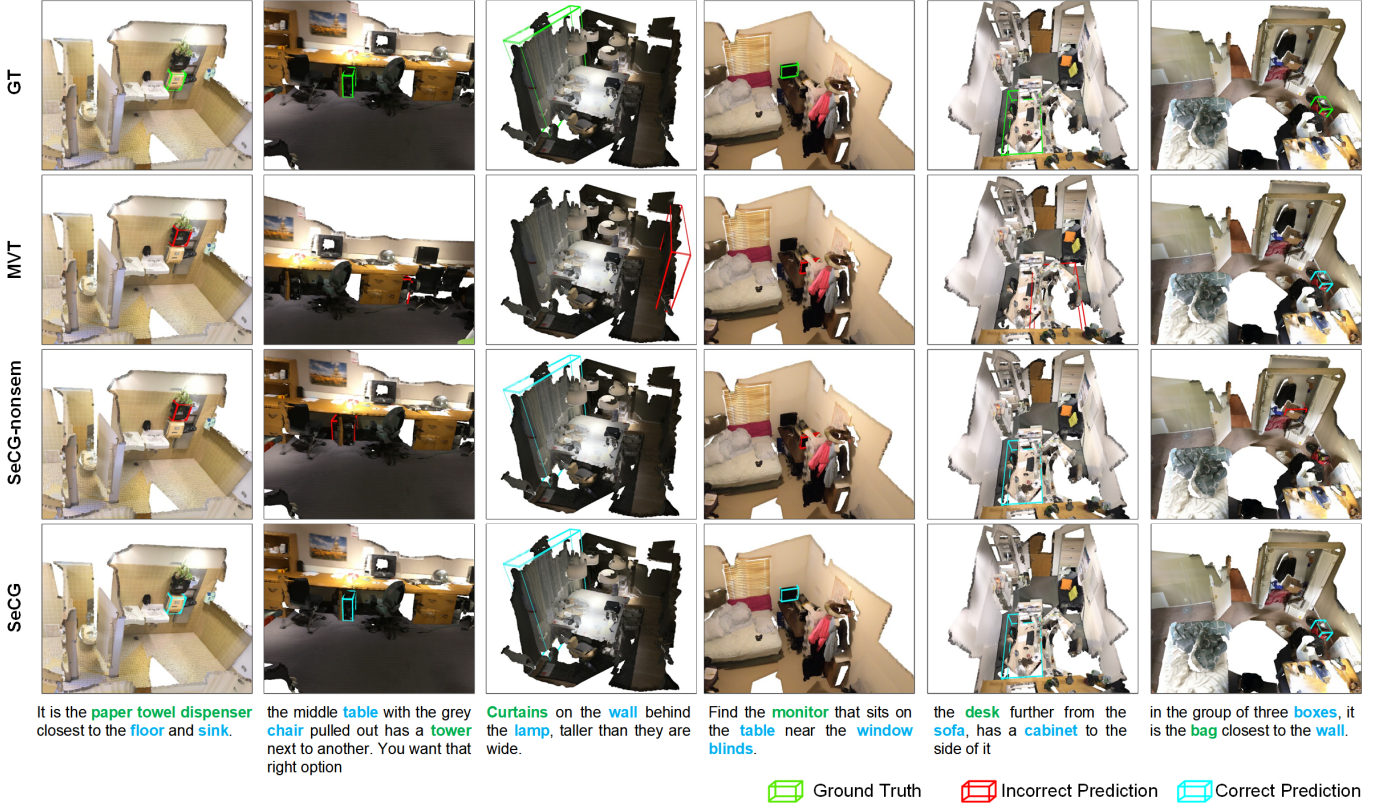 GT
MVT
SeCG-nonsem
SeCG
It is the paper towel dispenser
closest to the floor and sink.
the middle table with the grey
chair pulled out has a tower
next to another. You want that
right option
Curtains on the wall behind
the lamp, taller than they are
wide.
Find the monitor that sits on
the table near the window
blinds.
the desk further from the
sofa, has a cabinet to the
side of it
in the group of three boxes, it
is the bag closest to the wall.
Ground Truth
Incorrect Prediction
Correct Prediction